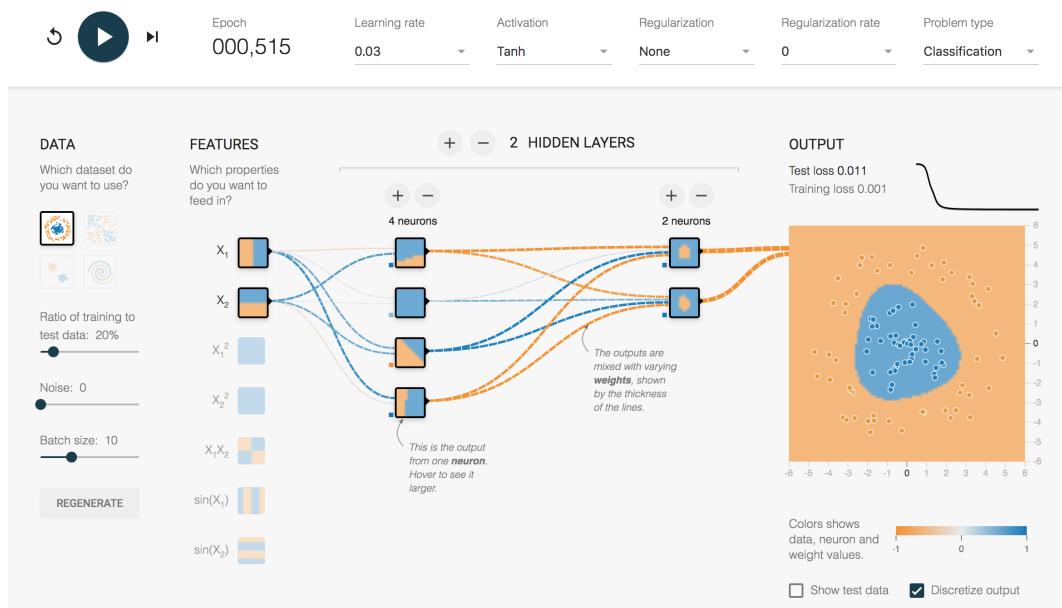 Epoch
000,515
Learning rate
0.03
Activation
Tanh
Regularization
None
Regularization rate
0
Problem type
Classification
DATA
Which dataset do
you want to use?
Ratio of training to
test data: 20%
Noise: 0
Batch size: 10
REGENERATE
FEATURES
Which properties
do you want to
feed in?
X₁
X₂
X₁²
X₂²
X₁X₂
sin(X₁)
sin(X₂)
+ − 2 HIDDEN LAYERS
+ −
4 neurons
+ −
2 neurons
This is the output
from one neuron.
Hover to see it
larger.
The outputs are
mixed with varying
weights, shown
by the thickness
of the lines.
OUTPUT
Test loss 0.011
Training loss 0.001
6
5
4
3
2
1
0
-1
-2
-3
-4
-5
-6
-6 -5 -4 -3 -2 -1 0 1 2 3 4 5 6
Colors shows
data, neuron and
weight values.
-1 0 1
Show test data
Discretize output